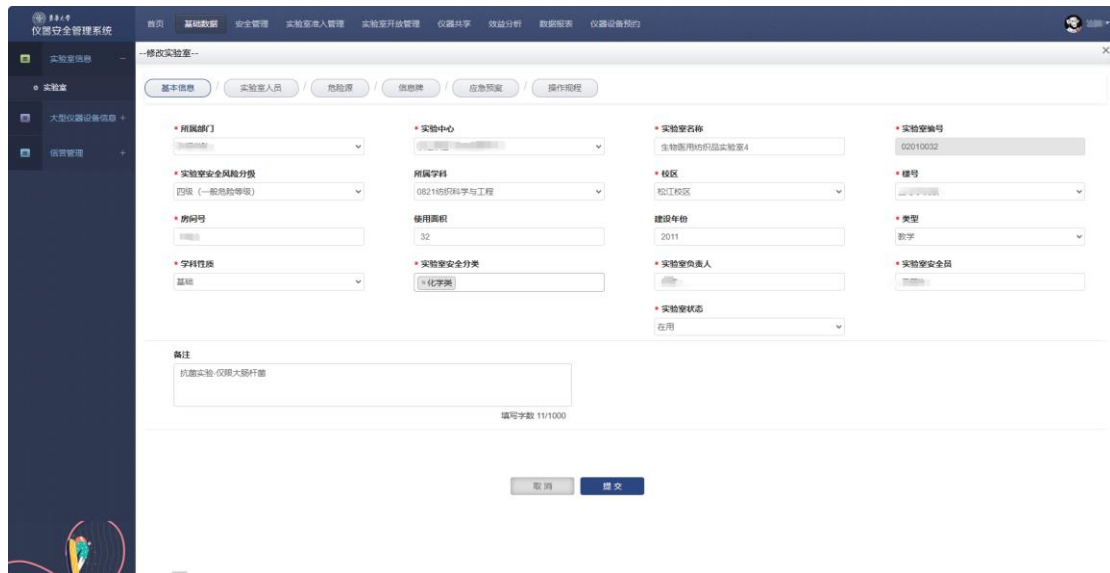 仪器安全管理系统
首页 基础数据 安全管理 实验室准入管理 实验室开放管理 仪器共享 效益分析 数据报表 仪器设备预约
实验室信息 −
实验室
大型仪器设备信息 +
信誉管理 +
--修改实验室-- ×
基本信息 / 实验室人员 / 危险源 / 信息牌 / 应急预案 / 操作规程
* 所属部门 * 实验中心 * 实验室名称 * 实验室编号
生物医用纺织品实验室4 02010032
* 实验室安全风险分级 所属学科 * 校区 * 楼号
四级（一般危险等级） 0821纺织科学与工程 松江校区
* 房间号 使用面积 建设年份 * 类型
32 2011 教学
* 学科性质 * 实验室安全分类 * 实验室负责人 * 实验室安全员
基础 ×化学类
* 实验室状态
在用
备注
抗菌实验-仅限大肠杆菌
填写字数 11/1000
取 消 提 交